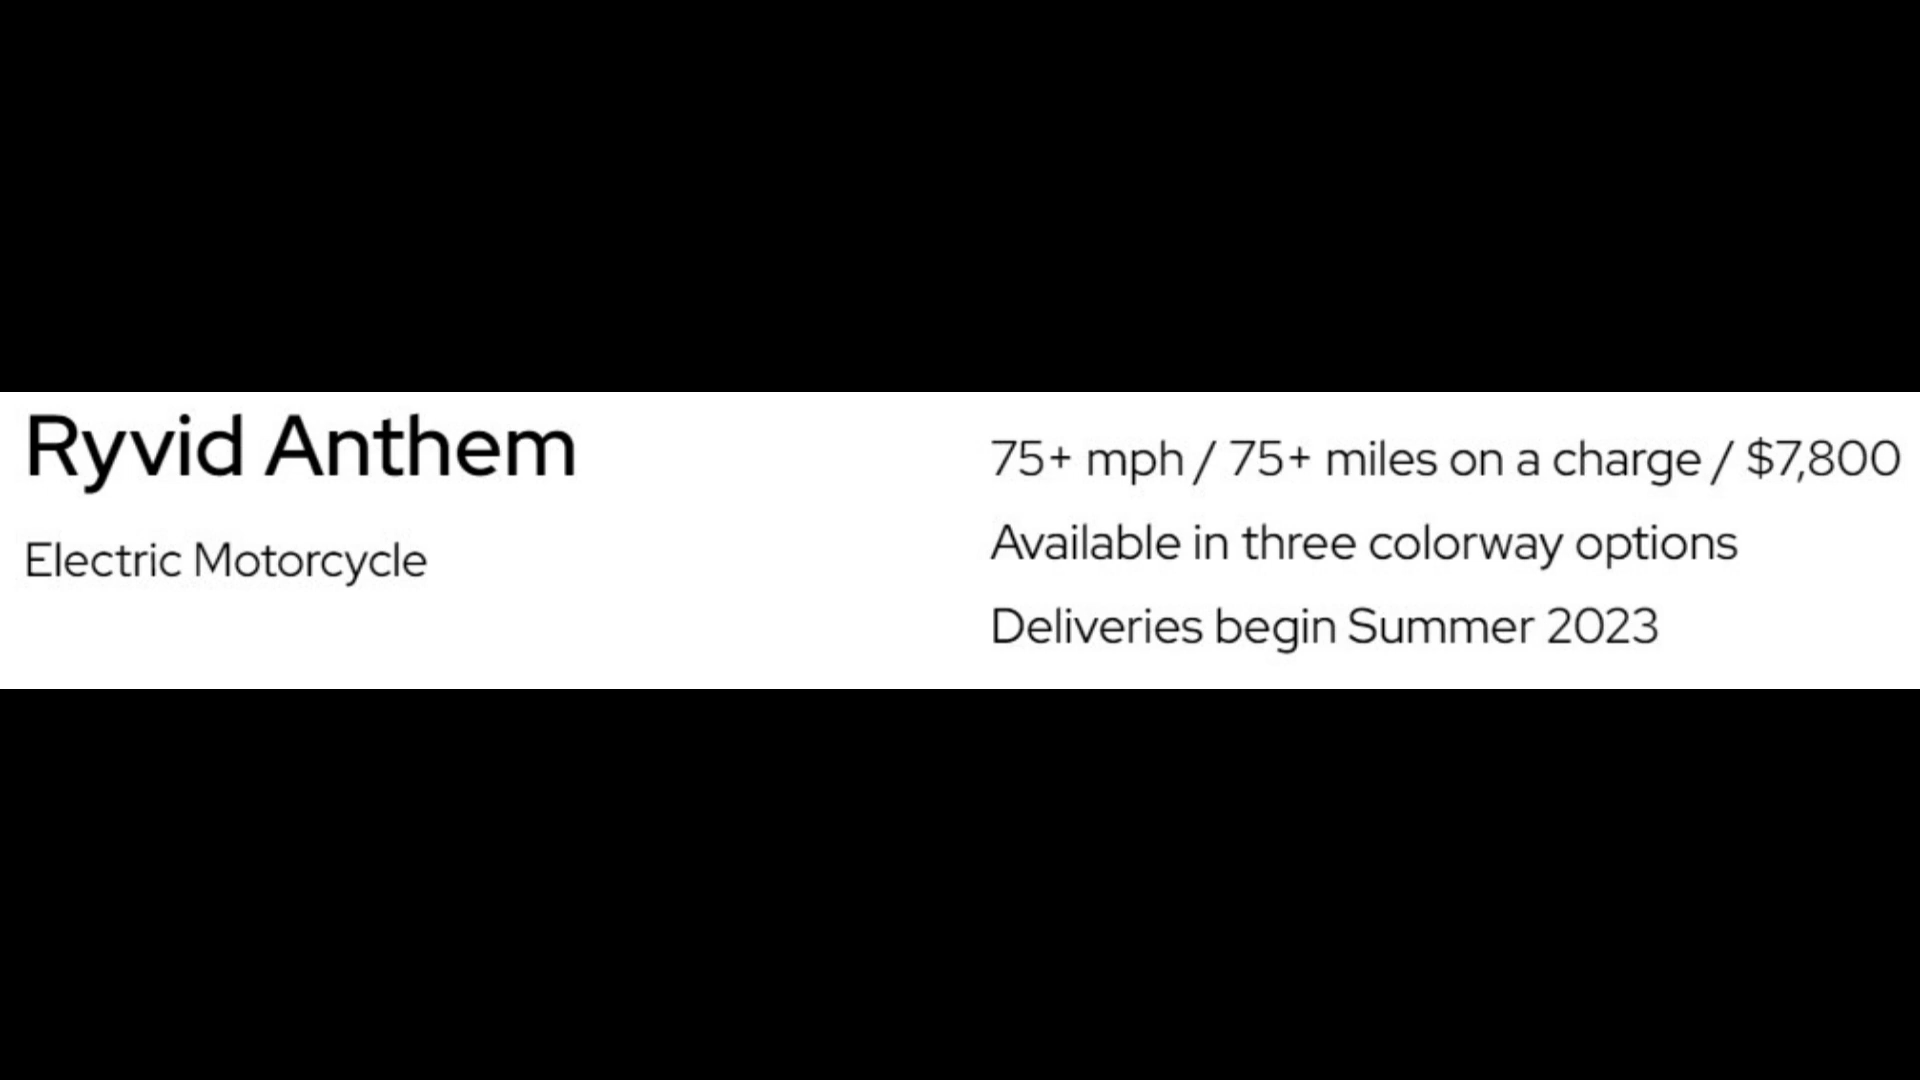 Ryvid Anthem
Electric Motorcycle
75+ mph / 75+ miles on a charge / $7,800
Available in three colorway options
Deliveries begin Summer 2023